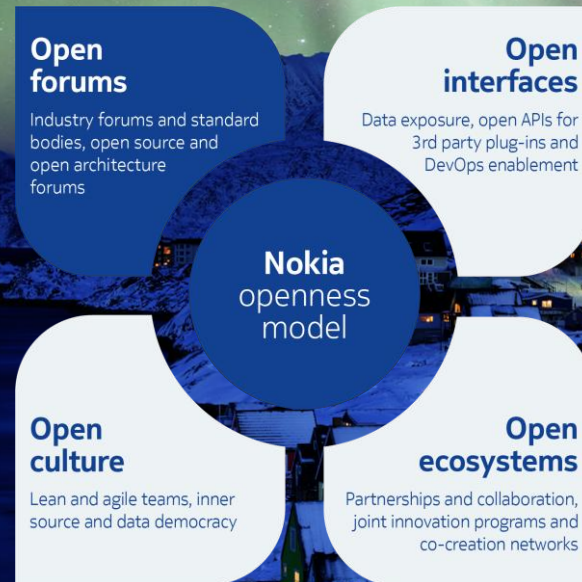 Open
forums
Industry forums and standard
bodies, open source and
open architecture
forums
Open
interfaces
Data exposure, open APIs for
3rd party plug-ins and
DevOps enablement
Nokia
openness
model
Open
culture
Lean and agile teams, inner
source and data democracy
Open
ecosystems
Partnerships and collaboration,
joint innovation programs and
co-creation networks